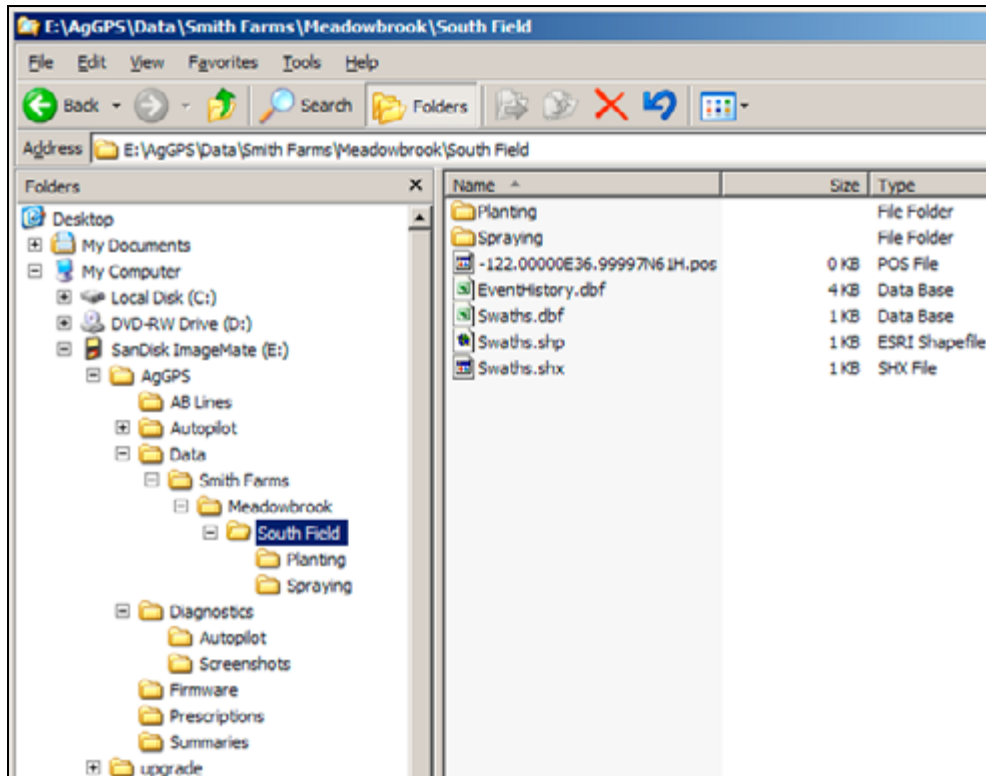 E:\AgGPS\Data\Smith Farms\Meadowbrook\South Field
File Edit View Favorites Tools Help
Back Search Folders
Address E:\AgGPS\Data\Smith Farms\Meadowbrook\South Field
Folders
Desktop
My Documents
My Computer
Local Disk (C:)
DVD-RW Drive (D:)
SanDisk ImageMate (E:)
AgGPS
AB Lines
Autopilot
Data
Smith Farms
Meadowbrook
South Field
Planting
Spraying
Diagnostics
Autopilot
Screenshots
Firmware
Prescriptions
Summaries
upgrade
Name Size Type
Planting File Folder
Spraying File Folder
-122.00000E36.99997N61H.pos 0 KB POS File
EventHistory.dbf 4 KB Data Base
Swaths.dbf 1 KB Data Base
Swaths.shp 1 KB ESRI Shapefile
Swaths.shx 1 KB SHX File